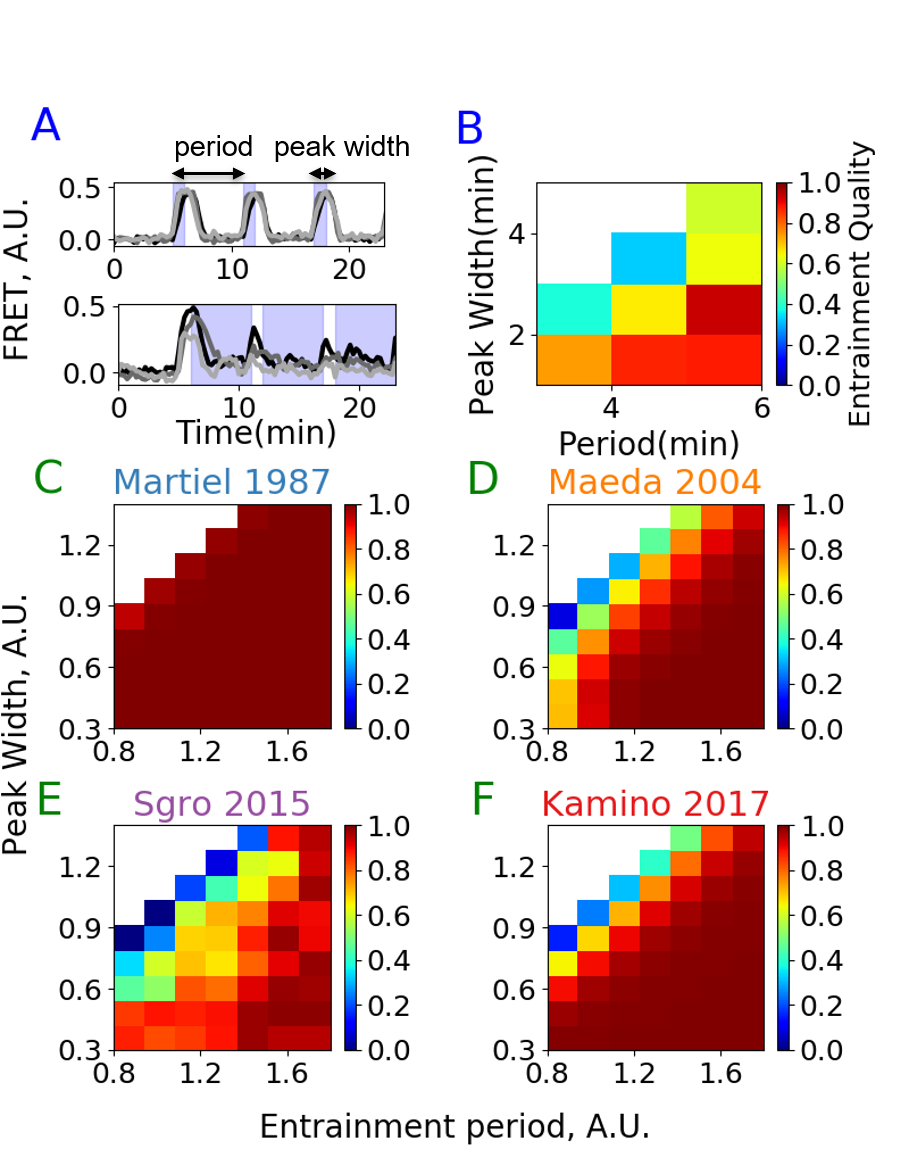 A
period
peak width
FRET, A.U.
0.5
0.0
0 10 20
0.5
0.0
0 10 20
Time(min)
B
Peak Width(min)
4
2
4 6
Period(min)
1.0
0.8
0.6
0.4
0.2
0.0
Entrainment Quality
Peak Width, A.U.
C
Martiel 1987
1.2
0.9
0.6
0.3
0.8 1.2 1.6
1.0
0.8
0.6
0.4
0.2
0.0
D
Maeda 2004
1.2
0.9
0.6
0.3
0.8 1.2 1.6
1.0
0.8
0.6
0.4
0.2
0.0
E
Sgro 2015
1.2
0.9
0.6
0.3
0.8 1.2 1.6
1.0
0.8
0.6
0.4
0.2
0.0
F
Kamino 2017
1.2
0.9
0.6
0.3
0.8 1.2 1.6
1.0
0.8
0.6
0.4
0.2
0.0
Entrainment period, A.U.